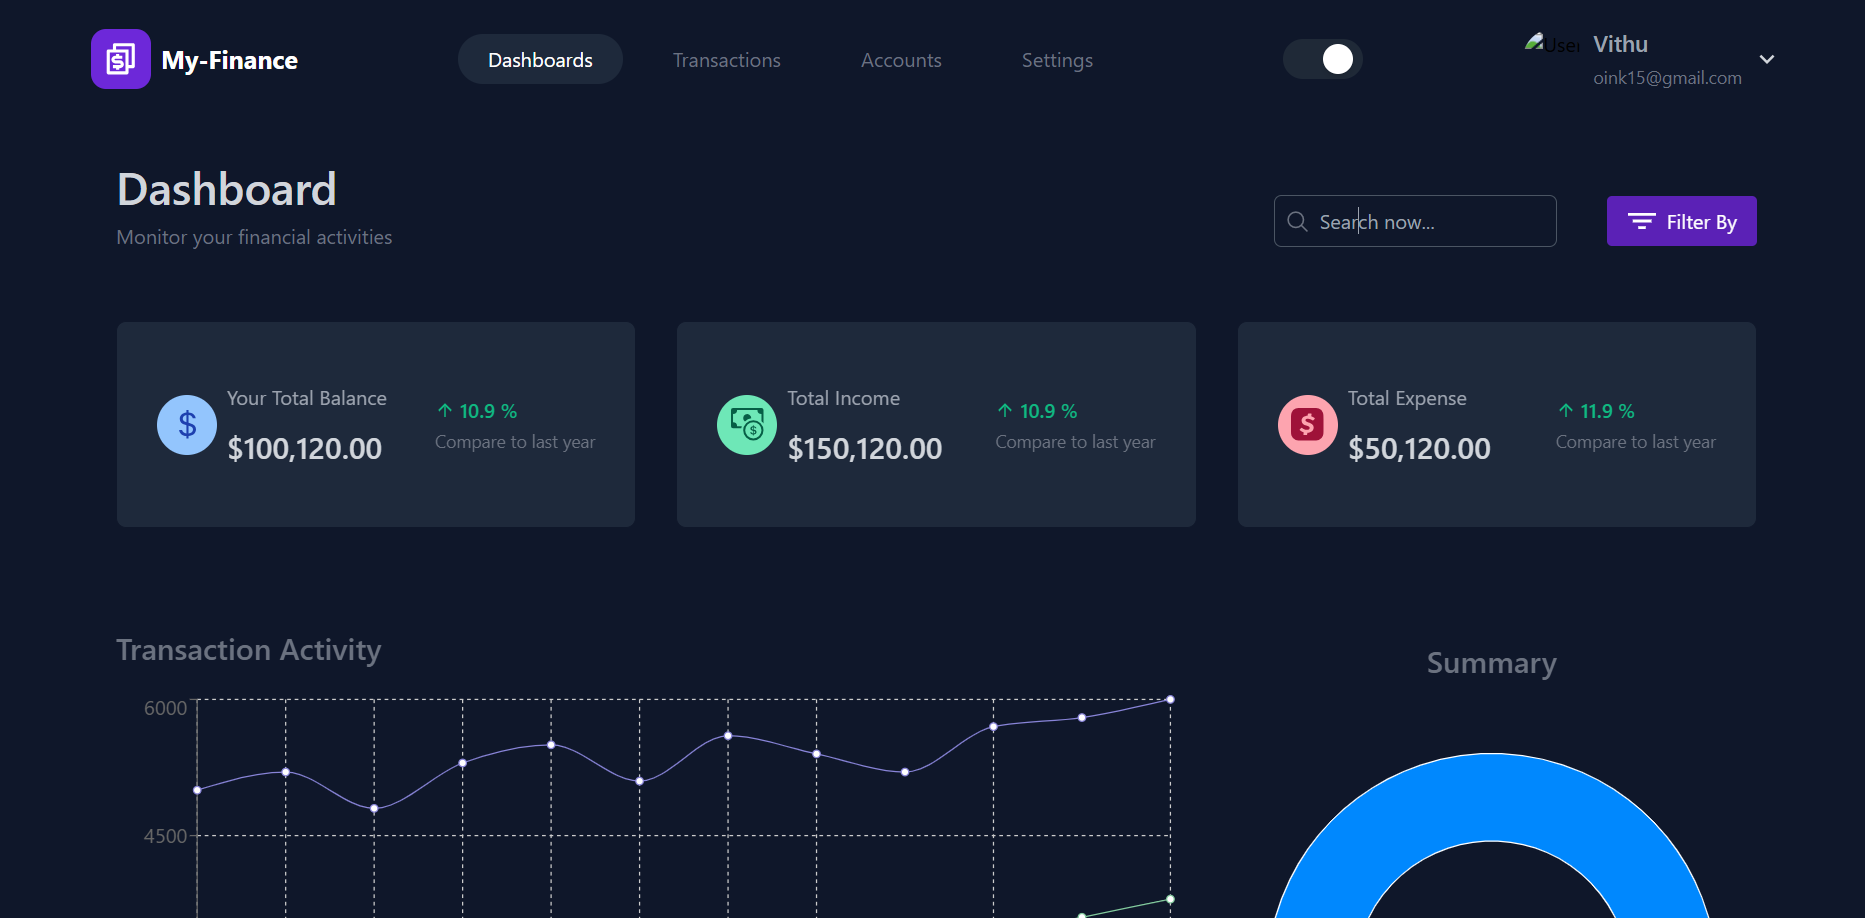 My-Finance
Dashboards
Transactions
Accounts
Settings
User
Vithu
oink15@gmail.com
Dashboard
Monitor your financial activities
Search now...
Filter By
Your Total Balance
$100,120.00
10.9 %
Compare to last year
Total Income
$150,120.00
10.9 %
Compare to last year
Total Expense
$50,120.00
11.9 %
Compare to last year
Transaction Activity
Summary
6000
4500